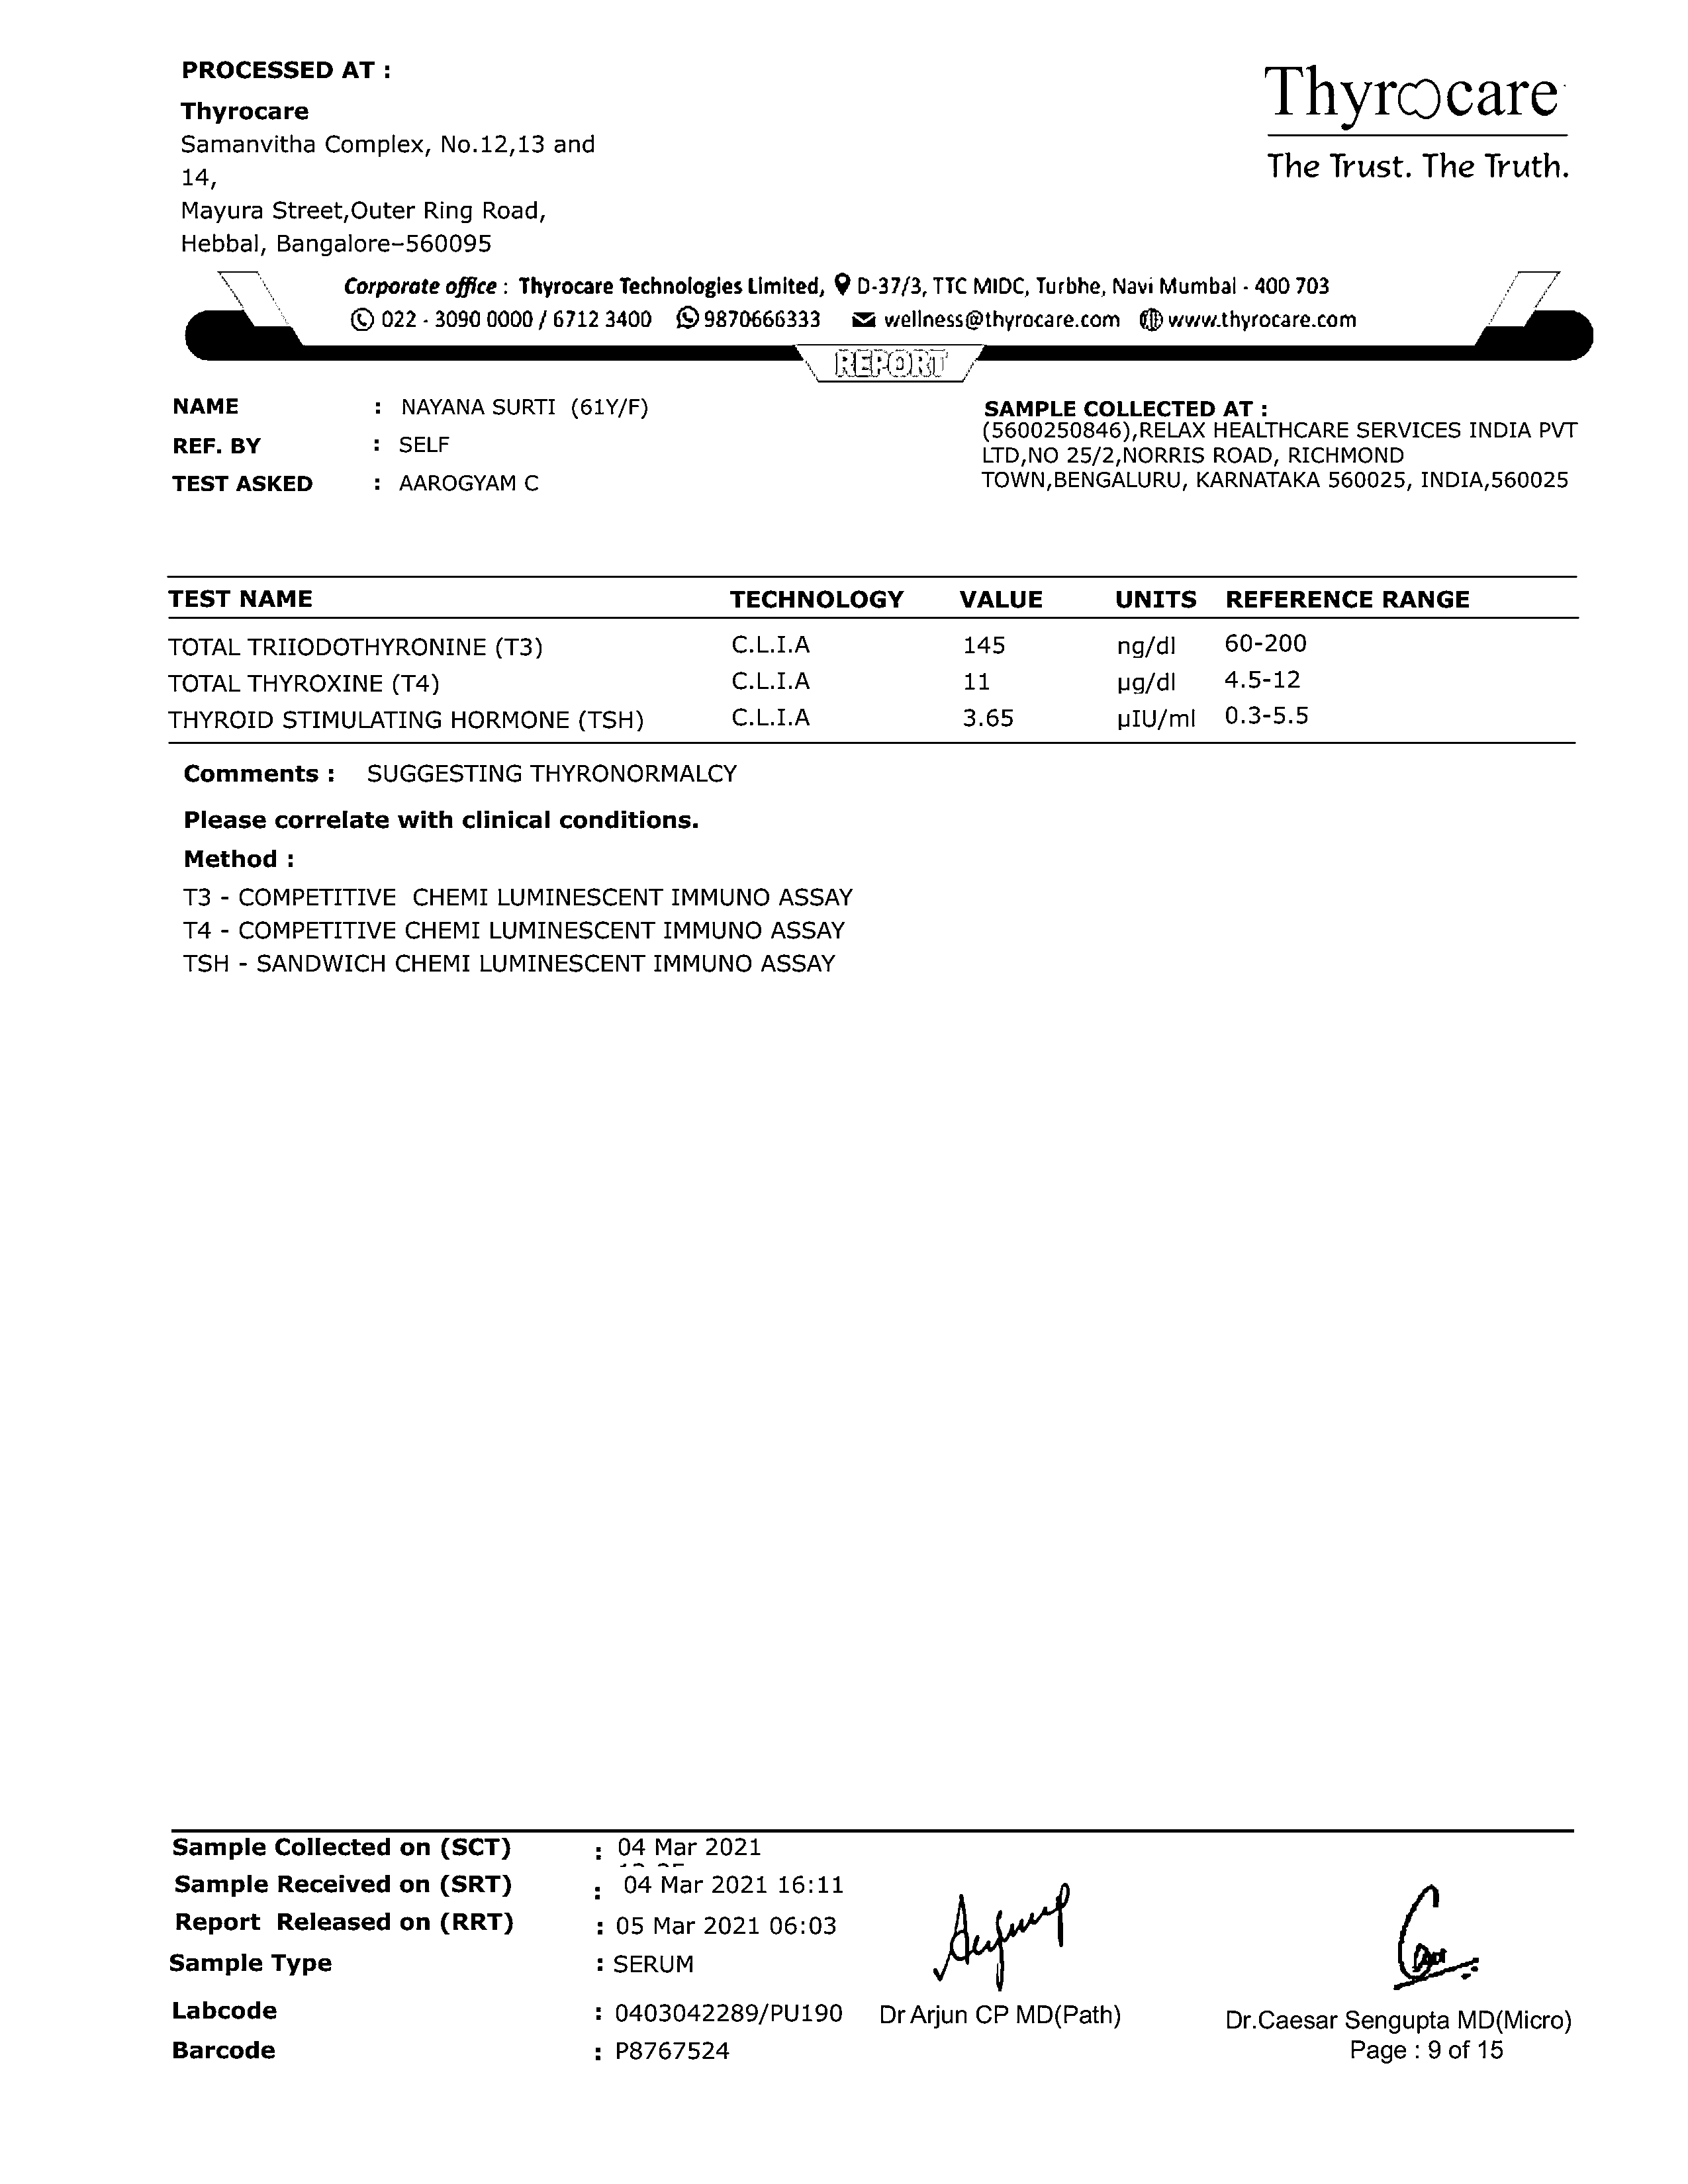 PROCESSED AT :
Thyrocare
Samanvitha Complex, No.12,13 and
14,
Mayura Street,Outer Ring Road,
Hebbal, Bangalore-560095
Thyrocare
The Trust. The Truth.
Corporate office : Thyrocare Technologies Limited, D-37/3, TTC MIDC, Turbhe, Navi Mumbai - 400 703
022 - 3090 0000 / 6712 3400 9870666333 wellness@thyrocare.com www.thyrocare.com
REPORT
NAME : NAYANA SURTI (61Y/F)
REF. BY : SELF
TEST ASKED : AAROGYAM C
SAMPLE COLLECTED AT :
(5600250846),RELAX HEALTHCARE SERVICES INDIA PVT
LTD,NO 25/2,NORRIS ROAD, RICHMOND
TOWN,BENGALURU, KARNATAKA 560025, INDIA,560025
TEST NAME TECHNOLOGY VALUE UNITS REFERENCE RANGE
TOTAL TRIIODOTHYRONINE (T3) C.L.I.A 145 ng/dl 60-200
TOTAL THYROXINE (T4) C.L.I.A 11 µg/dl 4.5-12
THYROID STIMULATING HORMONE (TSH) C.L.I.A 3.65 µIU/ml 0.3-5.5
Comments : SUGGESTING THYRONORMALCY
Please correlate with clinical conditions.
Method :
T3 - COMPETITIVE CHEMI LUMINESCENT IMMUNO ASSAY
T4 - COMPETITIVE CHEMI LUMINESCENT IMMUNO ASSAY
TSH - SANDWICH CHEMI LUMINESCENT IMMUNO ASSAY
Sample Collected on (SCT) : 04 Mar 2021
Sample Received on (SRT) : 04 Mar 2021 16:11
Report Released on (RRT) : 05 Mar 2021 06:03
Sample Type : SERUM
Labcode : 0403042289/PU190
Barcode : P8767524
Dr Arjun CP MD(Path)
Dr.Caesar Sengupta MD(Micro)
Page : 9 of 15